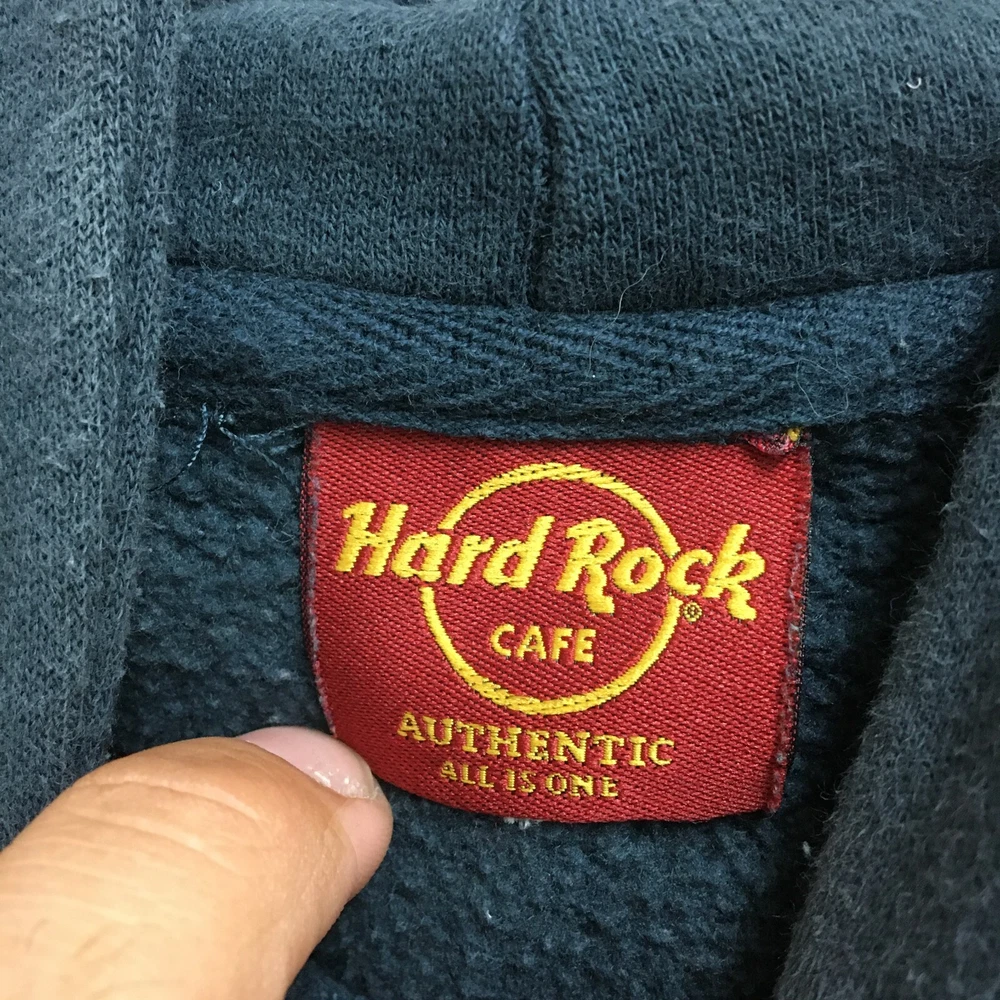 Hard Rock
®
CAFE
AUTHENTIC
ALL IS ONE